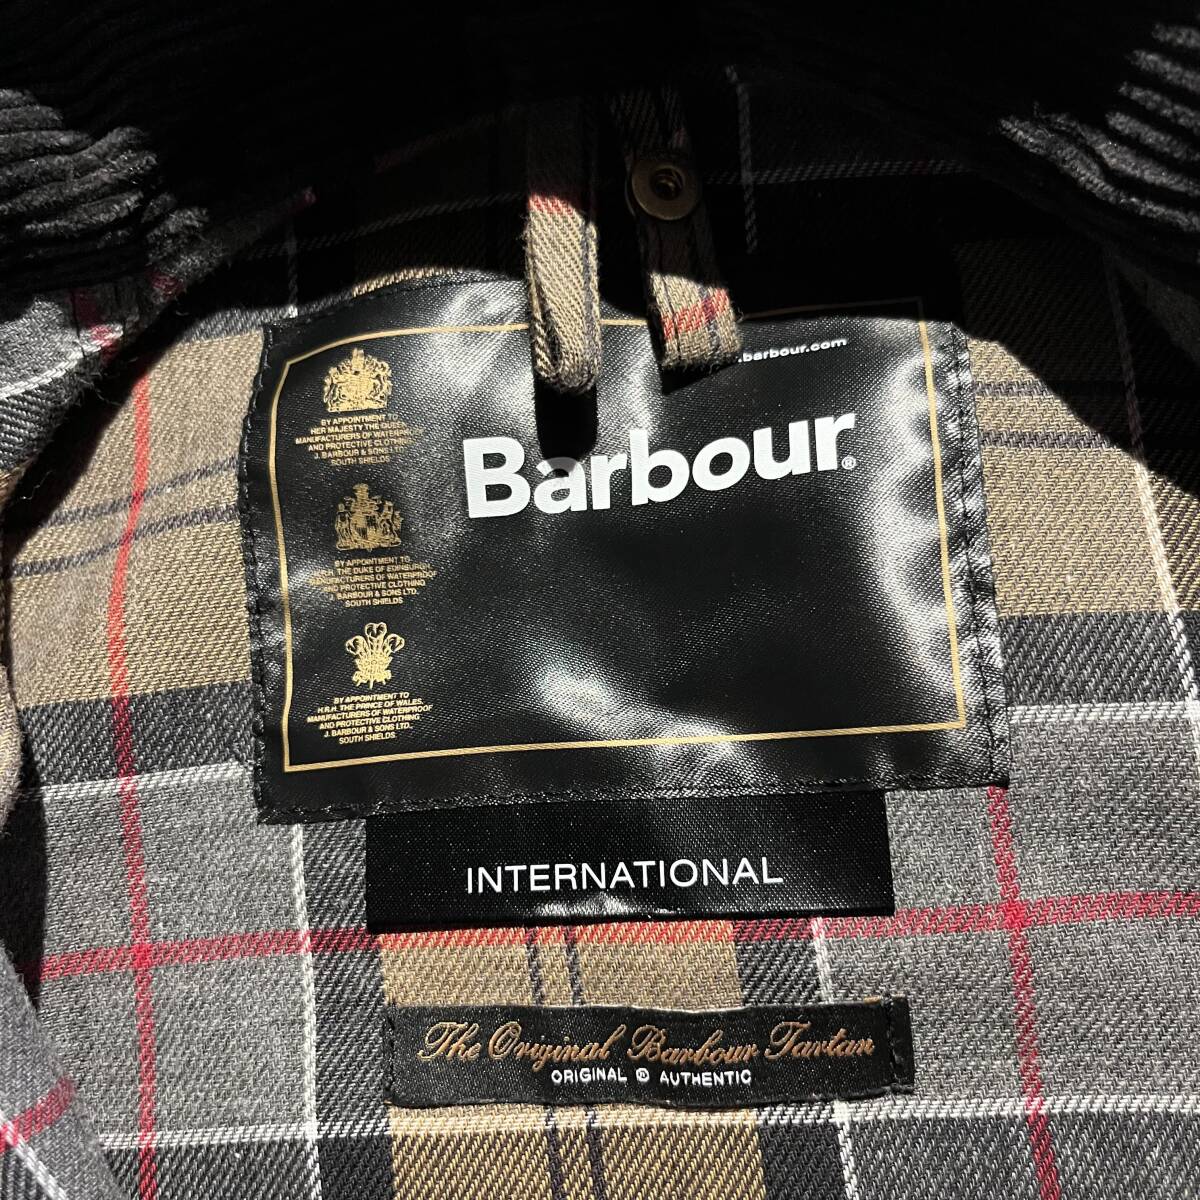 .barbour.com
Barbour®
BY APPOINTMENT TO
HER MAJESTY THE QUEEN
MANUFACTURERS OF WATERPROOF
AND PROTECTIVE CLOTHING
J. BARBOUR & SONS LTD.
SOUTH SHIELDS
BY APPOINTMENT TO
H.R.H. THE DUKE OF EDINBURGH
MANUFACTURERS OF WATERPROOF
AND PROTECTIVE CLOTHING
J. BARBOUR & SONS LTD.
SOUTH SHIELDS
BY APPOINTMENT TO
H.R.H. THE PRINCE OF WALES
MANUFACTURERS OF WATERPROOF
AND PROTECTIVE CLOTHING
J. BARBOUR & SONS LTD.,
SOUTH SHIELDS.
INTERNATIONAL
The Original Barbour Tartan
ORIGINAL ® AUTHENTIC